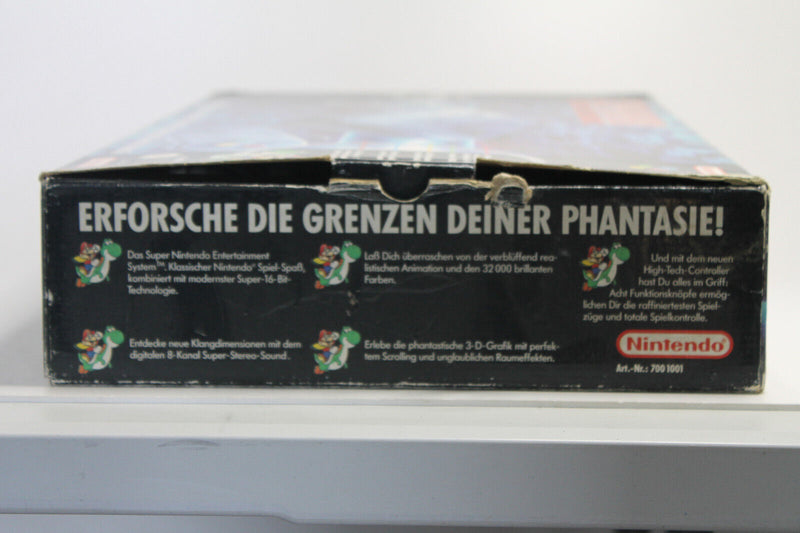 ERFORSCHE DIE GRENZEN DEINER PHANTASIE!
Das Super Nintendo Entertainment
System™. Klassischer Nintendo® Spiel-Spaß,
kombiniert mit modernster Super-16-Bit-
Technologie.
Entdecke neue Klangdimensionen mit dem
digitalen 8-Kanal Super-Stereo-Sound.
Laß Dich überraschen von der verblüffend rea-
listischen Animation und den 32 000 brillanten
Farben.
Erlebe die phantastische 3-D-Grafik mit perfek-
tem Scrolling und unglaublichen Raumeffekten.
Und mit dem neuen
High-Tech-Controller
hast Du alles im Griff:
Acht Funktionsknöpfe ermög-
lichen Dir die raffiniertesten Spiel-
züge und totale Spielkontrolle.
Nintendo®
Art.-Nr.: 700 1001